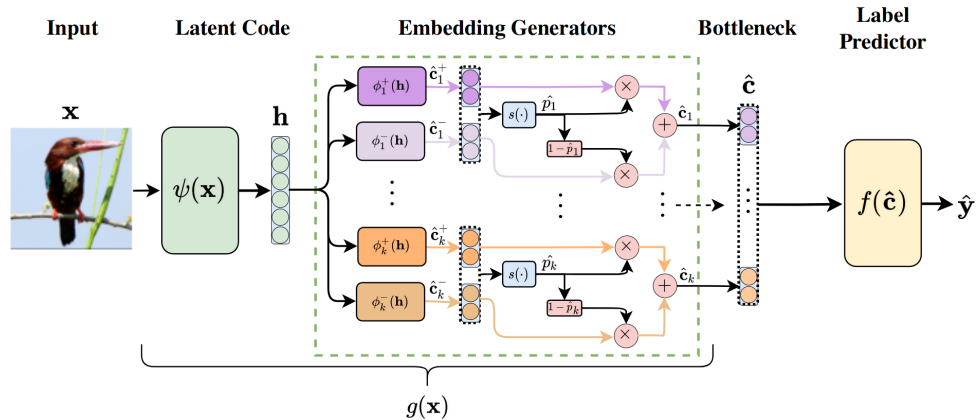 Input
Latent Code
Embedding Generators
Bottleneck
Label
Predictor
x
ψ(x)
h
φ₁⁺(h)
ĉ₁⁺
φ₁⁻(h)
ĉ₁⁻
s(·)
p̂₁
1 − p̂₁
×
×
+
ĉ₁
φₖ⁺(h)
ĉₖ⁺
φₖ⁻(h)
ĉₖ⁻
s(·)
p̂ₖ
1 − p̂ₖ
×
×
+
ĉₖ
ĉ
f(ĉ)
ŷ
g(x)